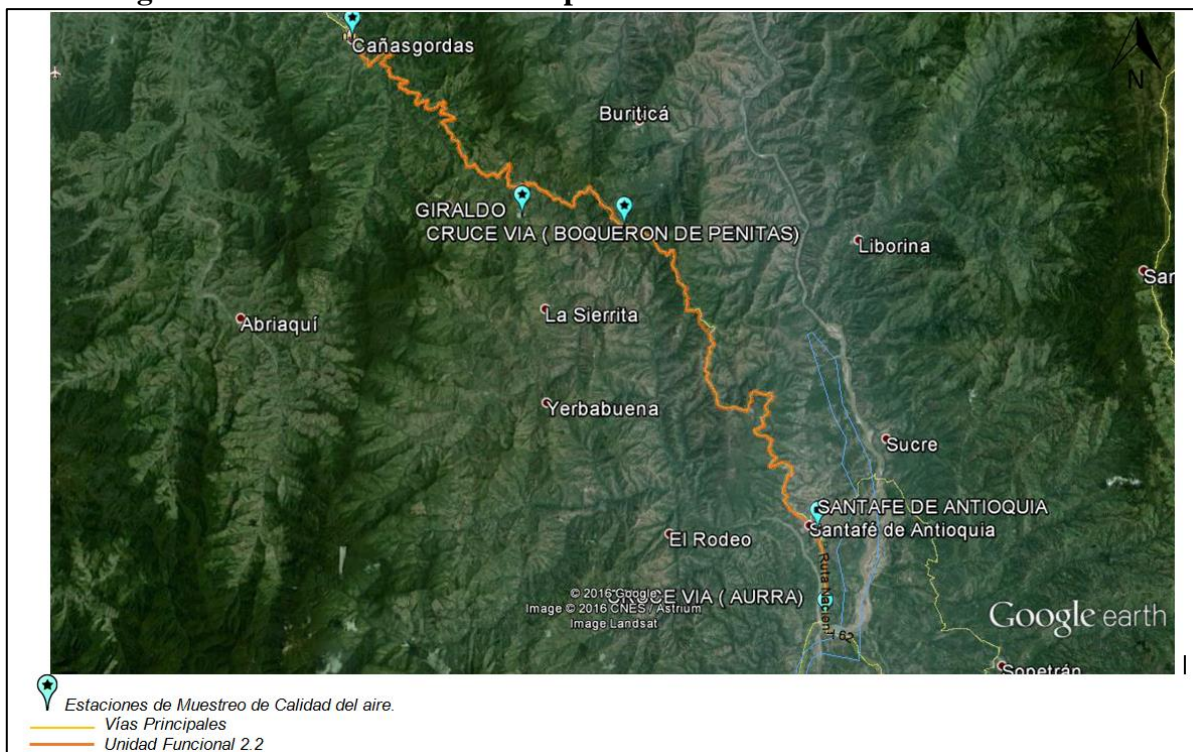 Cañasgordas
N
Buriticá
GIRALDO
CRUCE VIA ( BOQUERON DE PENITAS)
Liborina
San
La Sierrita
Abriaquí
Yerbabuena
Sucre
SANTAFE DE ANTIOQUIA
Santafé de Antioquia
El Rodeo
© 2016 Google
CRUCE VIA ( AURRA)
Image © 2016 CNES / Astrium
Image Landsat
62
Google earth
Sopetrán
Estaciones de Muestreo de Calidad del aire.
Vías Principales
Unidad Funcional 2.2